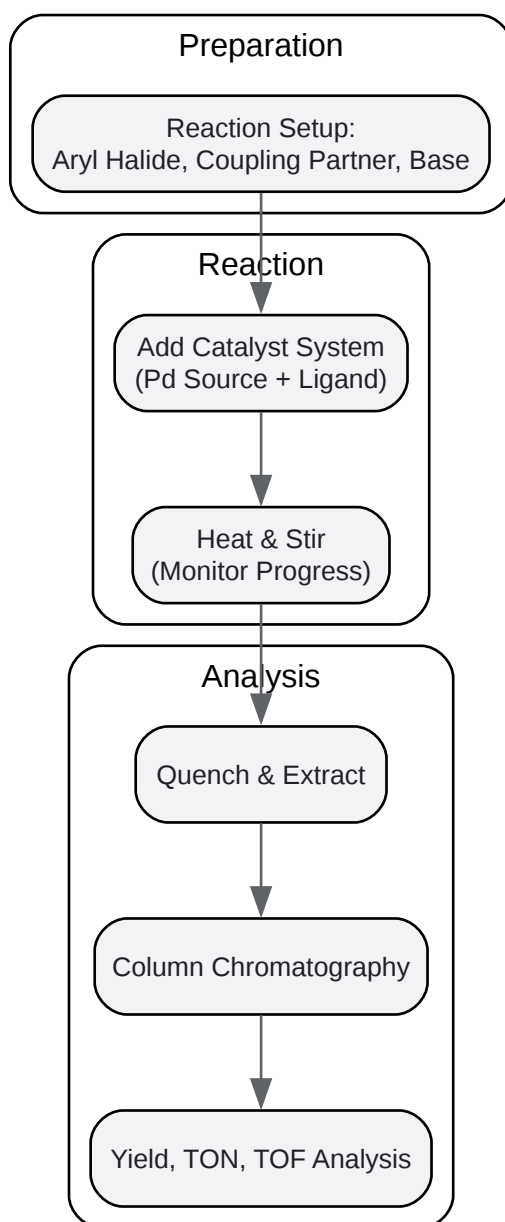 Preparation
Reaction Setup:
Aryl Halide, Coupling Partner, Base
Reaction
Add Catalyst System
(Pd Source + Ligand)
Heat & Stir
(Monitor Progress)
Analysis
Quench & Extract
Column Chromatography
Yield, TON, TOF Analysis